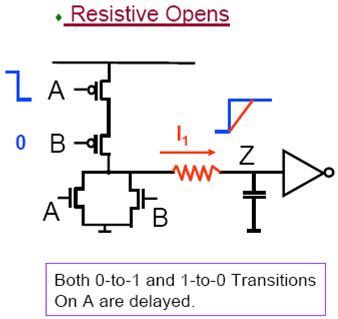 Resistive Opens
A
0 B
I1
Z
A
B
Both 0-to-1 and 1-to-0 Transitions
On A are delayed.